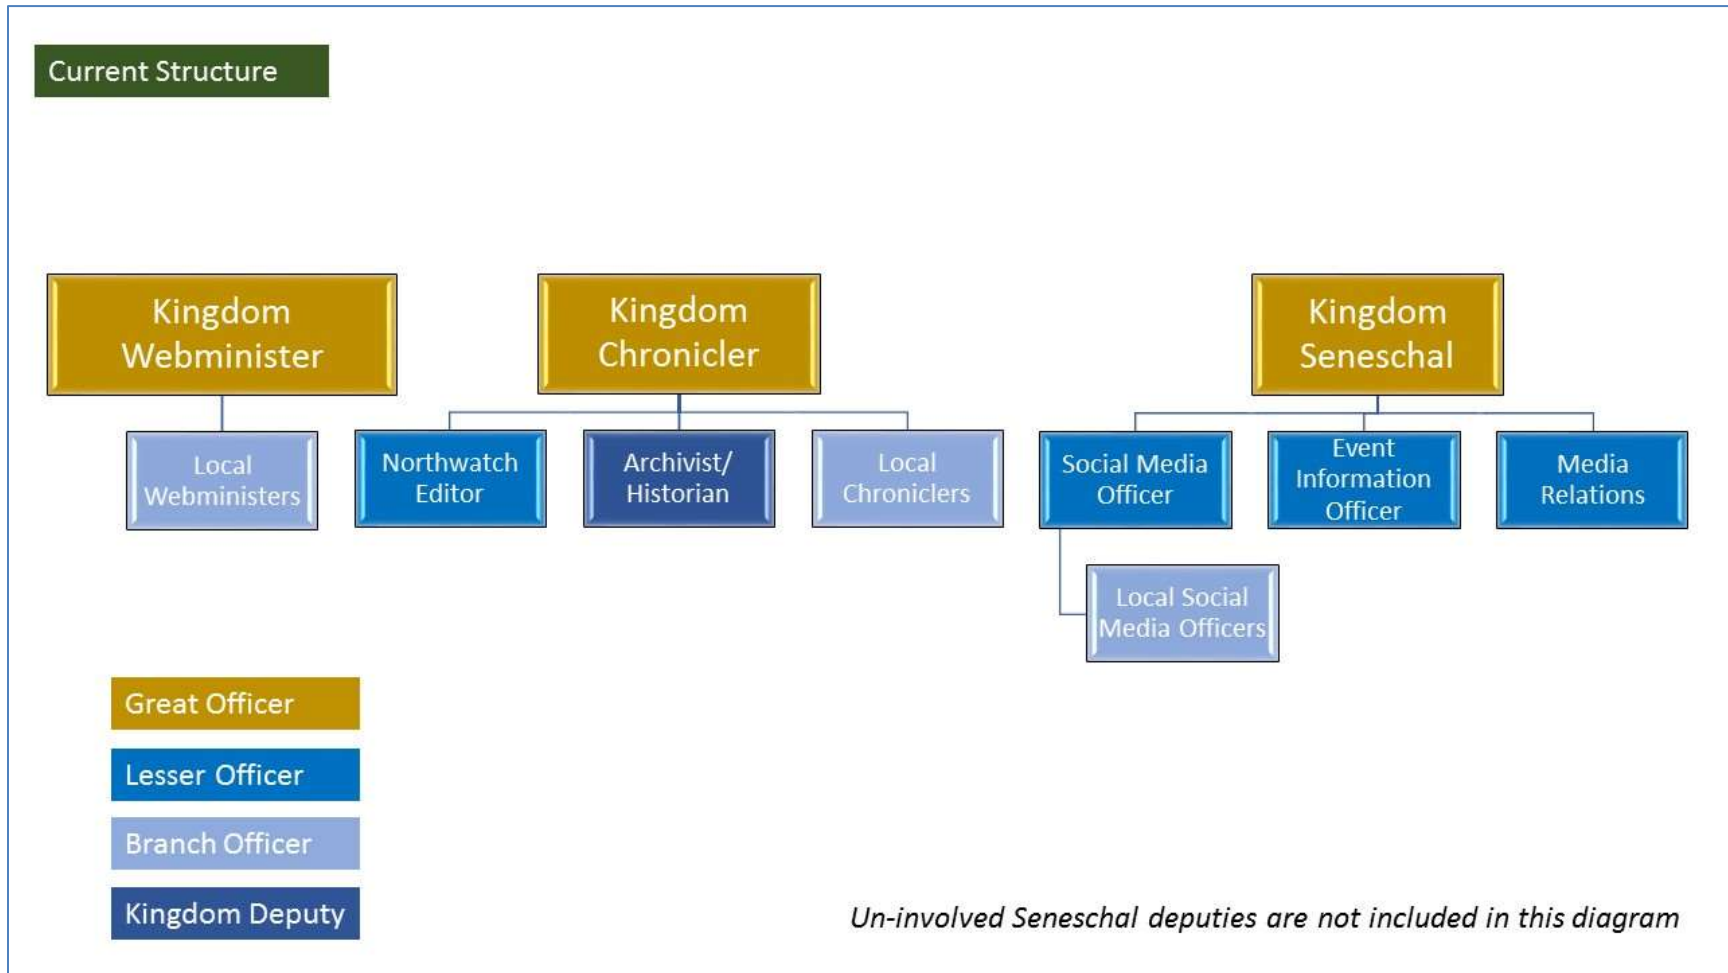 Current Structure
Kingdom
Webminister
Kingdom
Chronicler
Kingdom
Seneschal
Local
Webministers
Northwatch
Editor
Archivist/
Historian
Local
Chroniclers
Social Media
Officer
Event
Information
Officer
Media
Relations
Local Social
Media Officers
Great Officer
Lesser Officer
Branch Officer
Kingdom Deputy
Un-involved Seneschal deputies are not included in this diagram